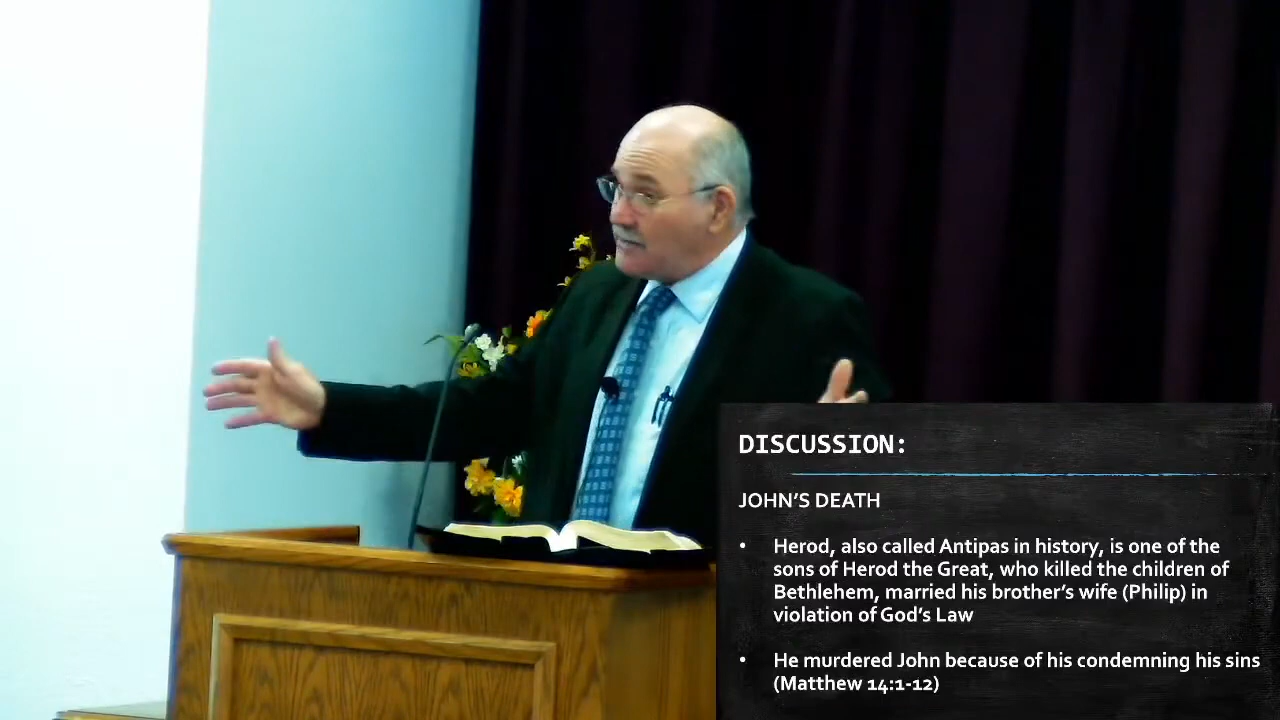 DISCUSSION:
JOHN'S DEATH
• Herod, also called Antipas in history, is one of the
sons of Herod the Great, who killed the children of
Bethlehem, married his brother's wife (Philip) in
violation of God's Law
• He murdered John because of his condemning his sins
(Matthew 14:1-12)